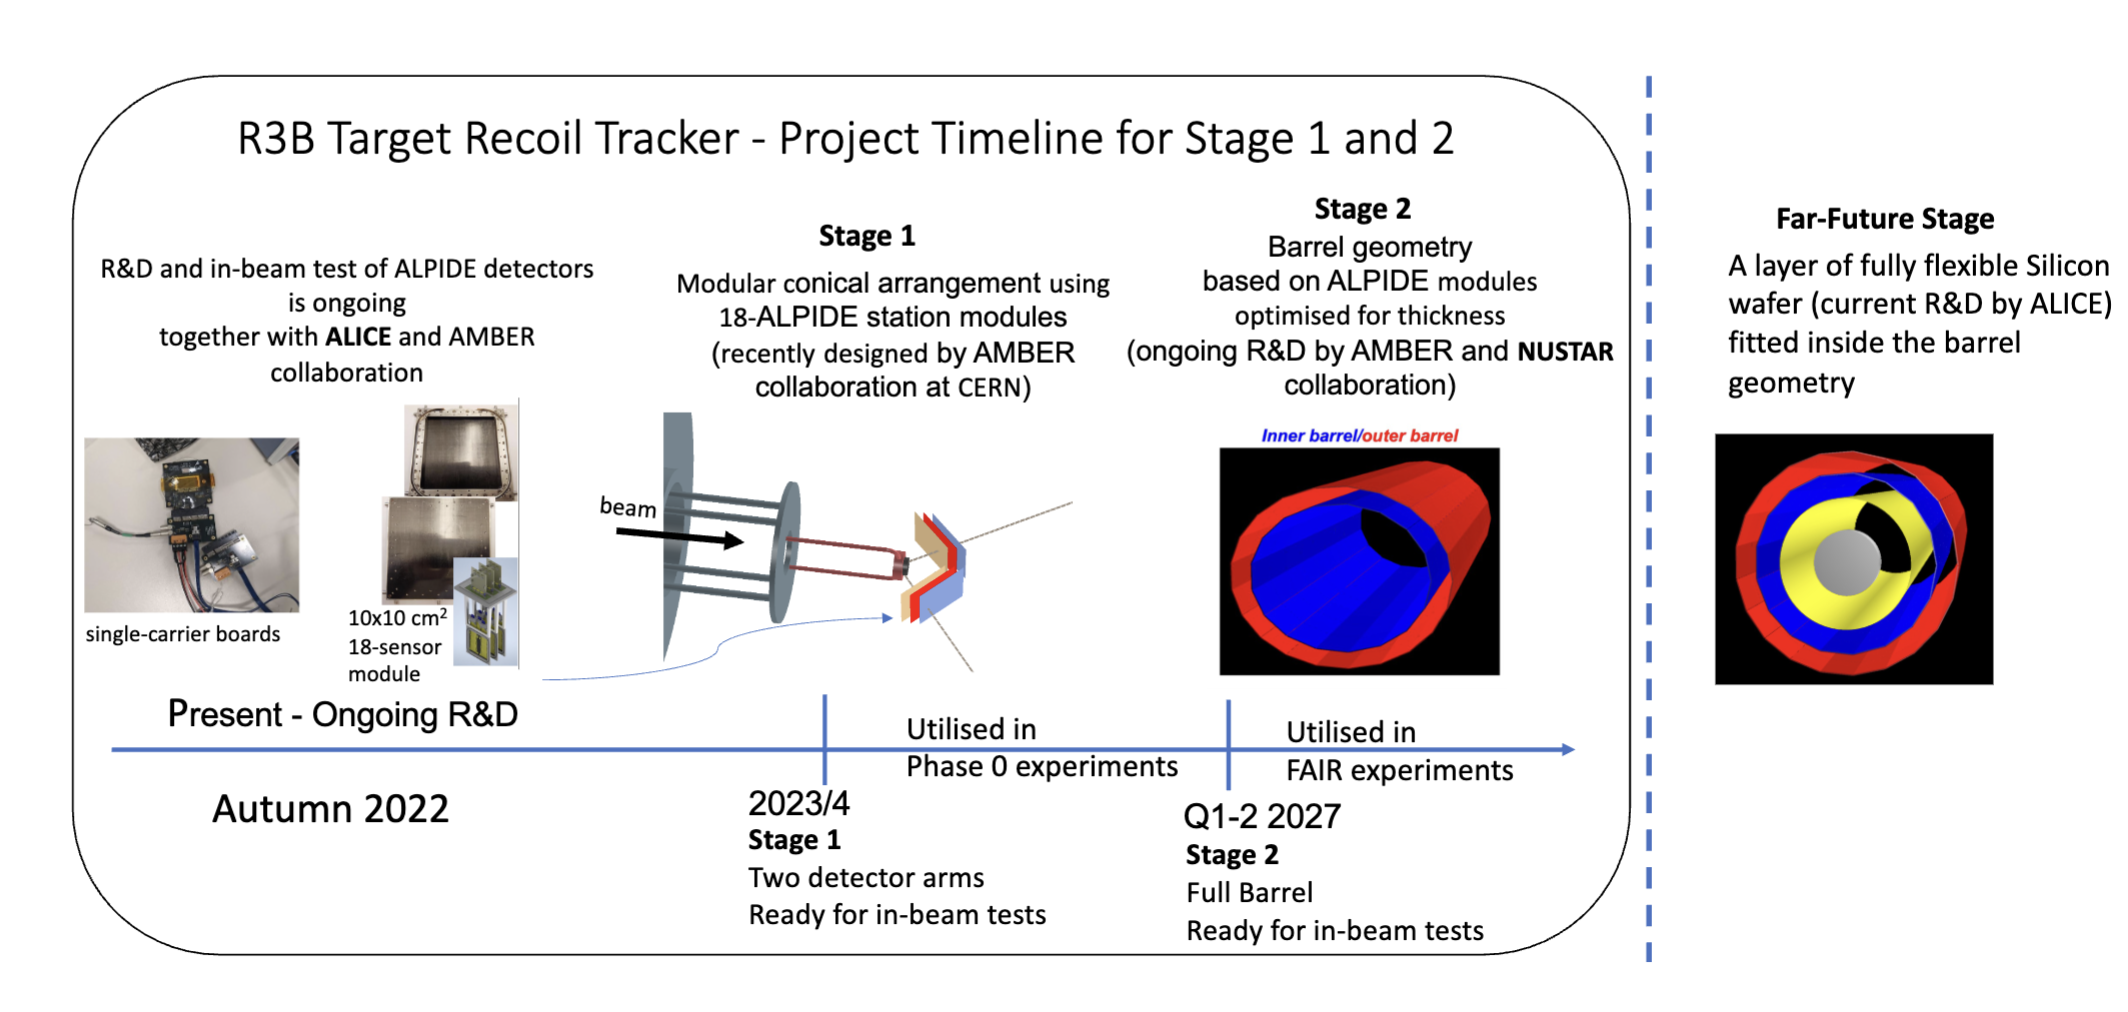 R3B Target Recoil Tracker - Project Timeline for Stage 1 and 2
R&D and in-beam test of ALPIDE detectors
is ongoing
together with ALICE and AMBER
collaboration
single-carrier boards
10x10 cm²
18-sensor
module
Present - Ongoing R&D
Autumn 2022
Stage 1
Modular conical arrangement using
18-ALPIDE station modules
(recently designed by AMBER
collaboration at CERN)
beam
2023/4
Stage 1
Two detector arms
Ready for in-beam tests
Utilised in
Phase 0 experiments
Stage 2
Barrel geometry
based on ALPIDE modules
optimised for thickness
(ongoing R&D by AMBER and NUSTAR
collaboration)
Inner barrel/outer barrel
Q1-2 2027
Stage 2
Full Barrel
Ready for in-beam tests
Utilised in
FAIR experiments
Far-Future Stage
A layer of fully flexible Silicon
wafer (current R&D by ALICE)
fitted inside the barrel
geometry